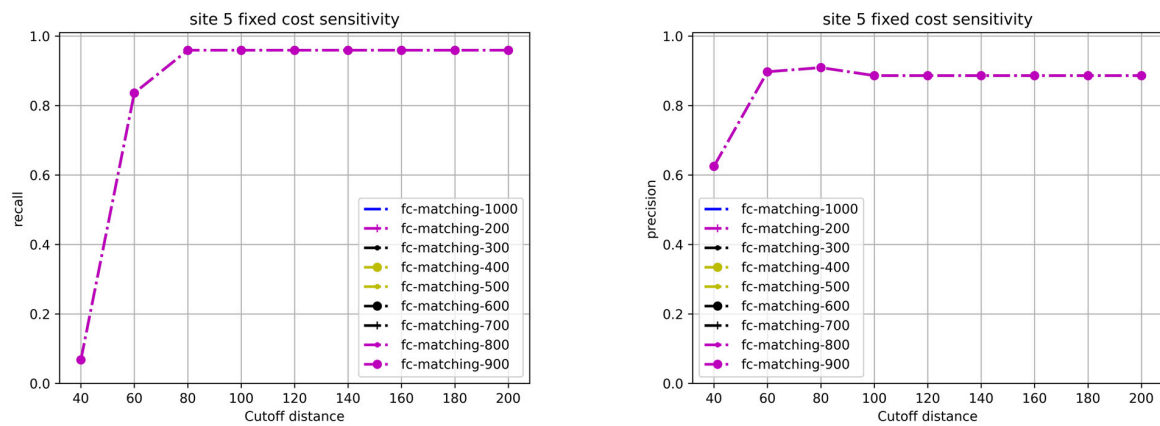 site 5 fixed cost sensitivity
1.0
0.8
0.6
0.4
0.2
0.0
recall
fc-matching-1000
fc-matching-200
fc-matching-300
fc-matching-400
fc-matching-500
fc-matching-600
fc-matching-700
fc-matching-800
fc-matching-900
40 60 80 100 120 140 160 180 200
Cutoff distance
site 5 fixed cost sensitivity
1.0
0.8
0.6
0.4
0.2
0.0
precision
fc-matching-1000
fc-matching-200
fc-matching-300
fc-matching-400
fc-matching-500
fc-matching-600
fc-matching-700
fc-matching-800
fc-matching-900
40 60 80 100 120 140 160 180 200
Cutoff distance